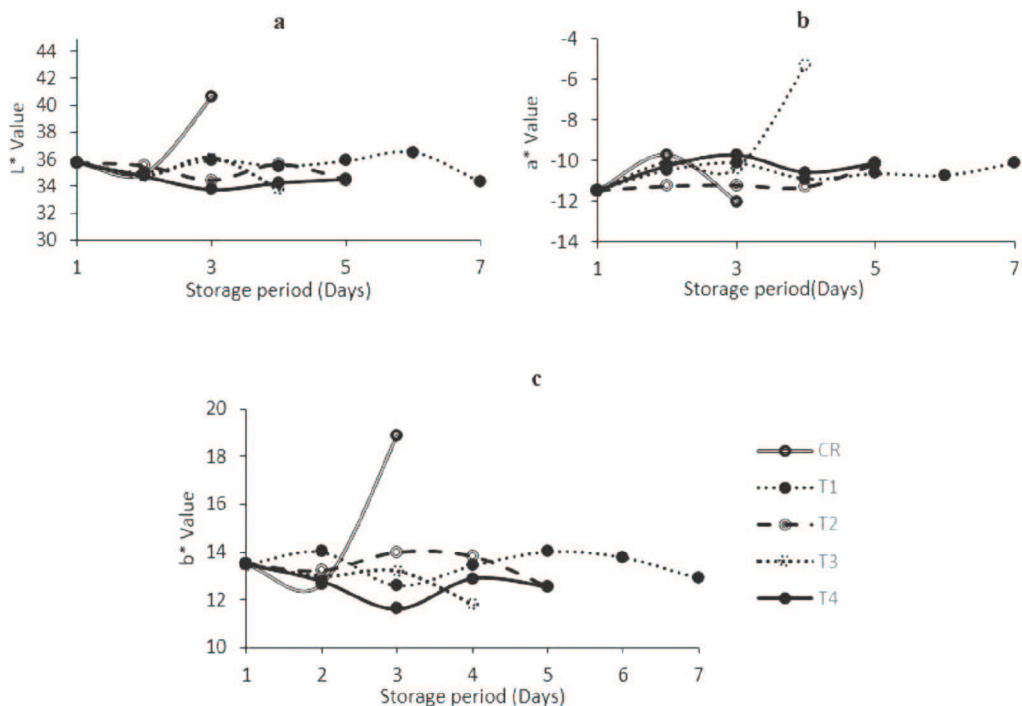 a
44
42
40
38
36
34
32
30
L* Value
1 3 5 7
Storage period (Days)
b
-4
-6
-8
-10
-12
-14
a* Value
1 3 5 7
Storage period(Days)
c
20
18
16
14
12
10
b* Value
1 2 3 4 5 6 7
Storage period (Days)
CR
T1
T2
T3
T4